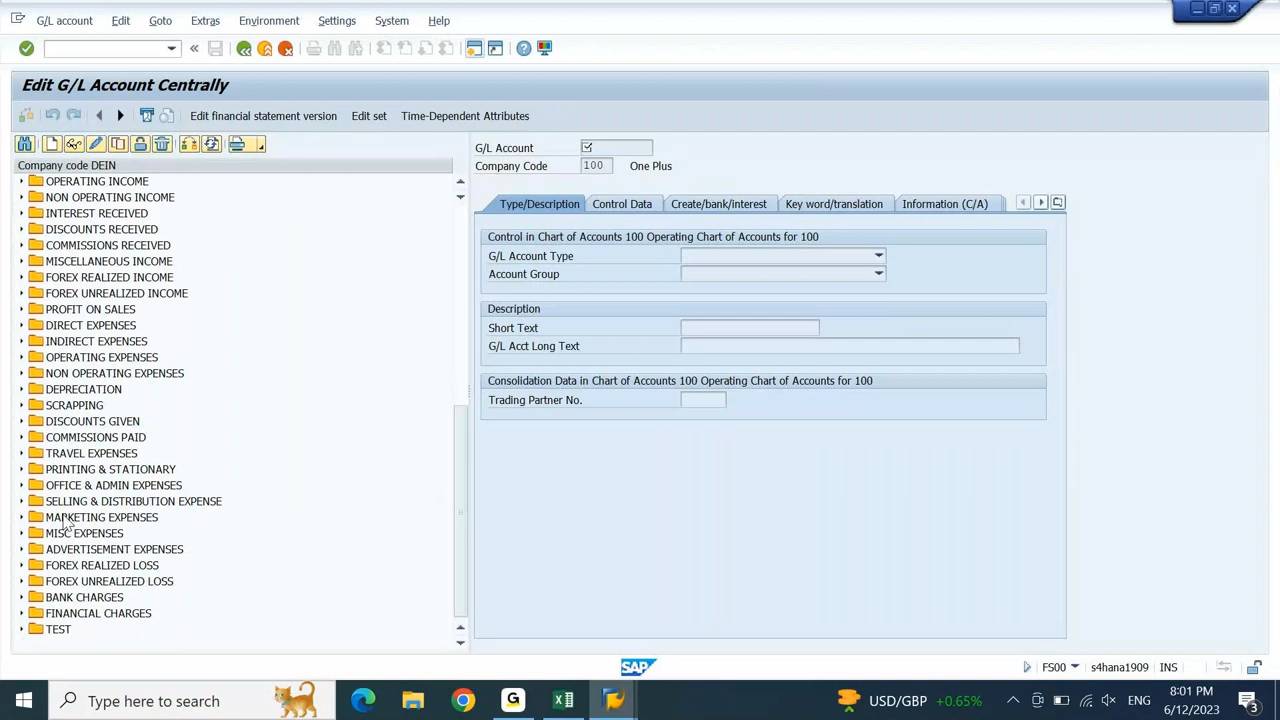 G/L account Edit Goto Extras Environment Settings System Help
Edit G/L Account Centrally
Edit financial statement version Edit set Time-Dependent Attributes
Company code DEIN
OPERATING INCOME
NON OPERATING INCOME
INTEREST RECEIVED
DISCOUNTS RECEIVED
COMMISSIONS RECEIVED
MISCELLANEOUS INCOME
FOREX REALIZED INCOME
FOREX UNREALIZED INCOME
PROFIT ON SALES
DIRECT EXPENSES
INDIRECT EXPENSES
OPERATING EXPENSES
NON OPERATING EXPENSES
DEPRECIATION
SCRAPPING
DISCOUNTS GIVEN
COMMISSIONS PAID
TRAVEL EXPENSES
PRINTING & STATIONARY
OFFICE & ADMIN EXPENSES
SELLING & DISTRIBUTION EXPENSE
MARKETING EXPENSES
MISC EXPENSES
ADVERTISEMENT EXPENSES
FOREX REALIZED LOSS
FOREX UNREALIZED LOSS
BANK CHARGES
FINANCIAL CHARGES
TEST
G/L Account
Company Code 100 One Plus
Type/Description Control Data Create/bank/interest Key word/translation Information (C/A)
Control in Chart of Accounts 100 Operating Chart of Accounts for 100
G/L Account Type
Account Group
Description
Short Text
G/L Acct Long Text
Consolidation Data in Chart of Accounts 100 Operating Chart of Accounts for 100
Trading Partner No.
SAP FS00 s4hana1909 INS
Type here to search USD/GBP +0.65% ENG 8:01 PM
6/12/2023 3